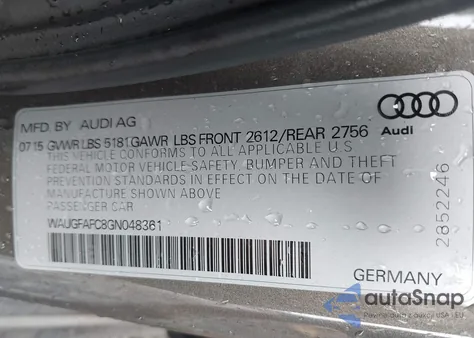 MFD. BY AUDI AG
07 15 GVWR LBS 5181 GAWR LBS FRONT 2612/REAR 2756
THIS VEHICLE CONFORMS TO ALL APPLICABLE U S
FEDERAL MOTOR VEHICLE SAFETY, BUMPER AND THEFT
PREVENTION STANDARDS IN EFFECT ON THE DATE OF
MANUFACTURE SHOWN ABOVE
PASSENGER CAR
WAUGFAFC8GN048361
Audi
2852246
GERMANY
autoSnap